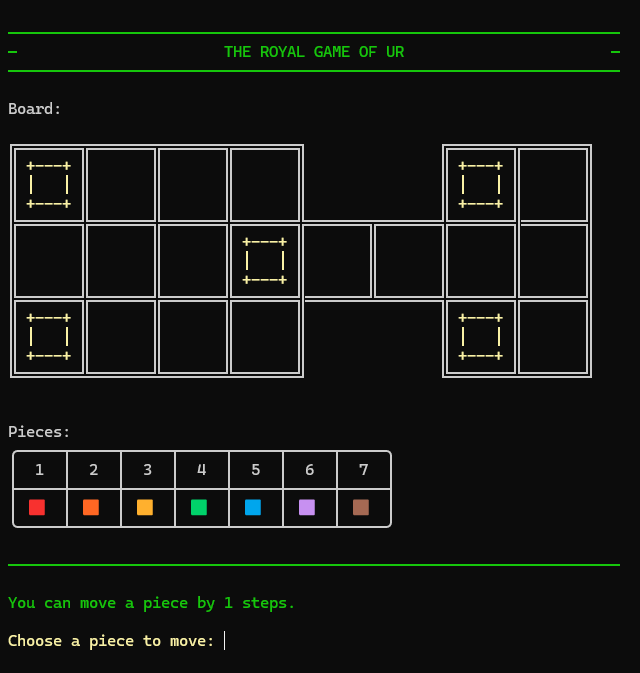 THE ROYAL GAME OF UR
Board:
Pieces:
1 2 3 4 5 6 7
You can move a piece by 1 steps.
Choose a piece to move: